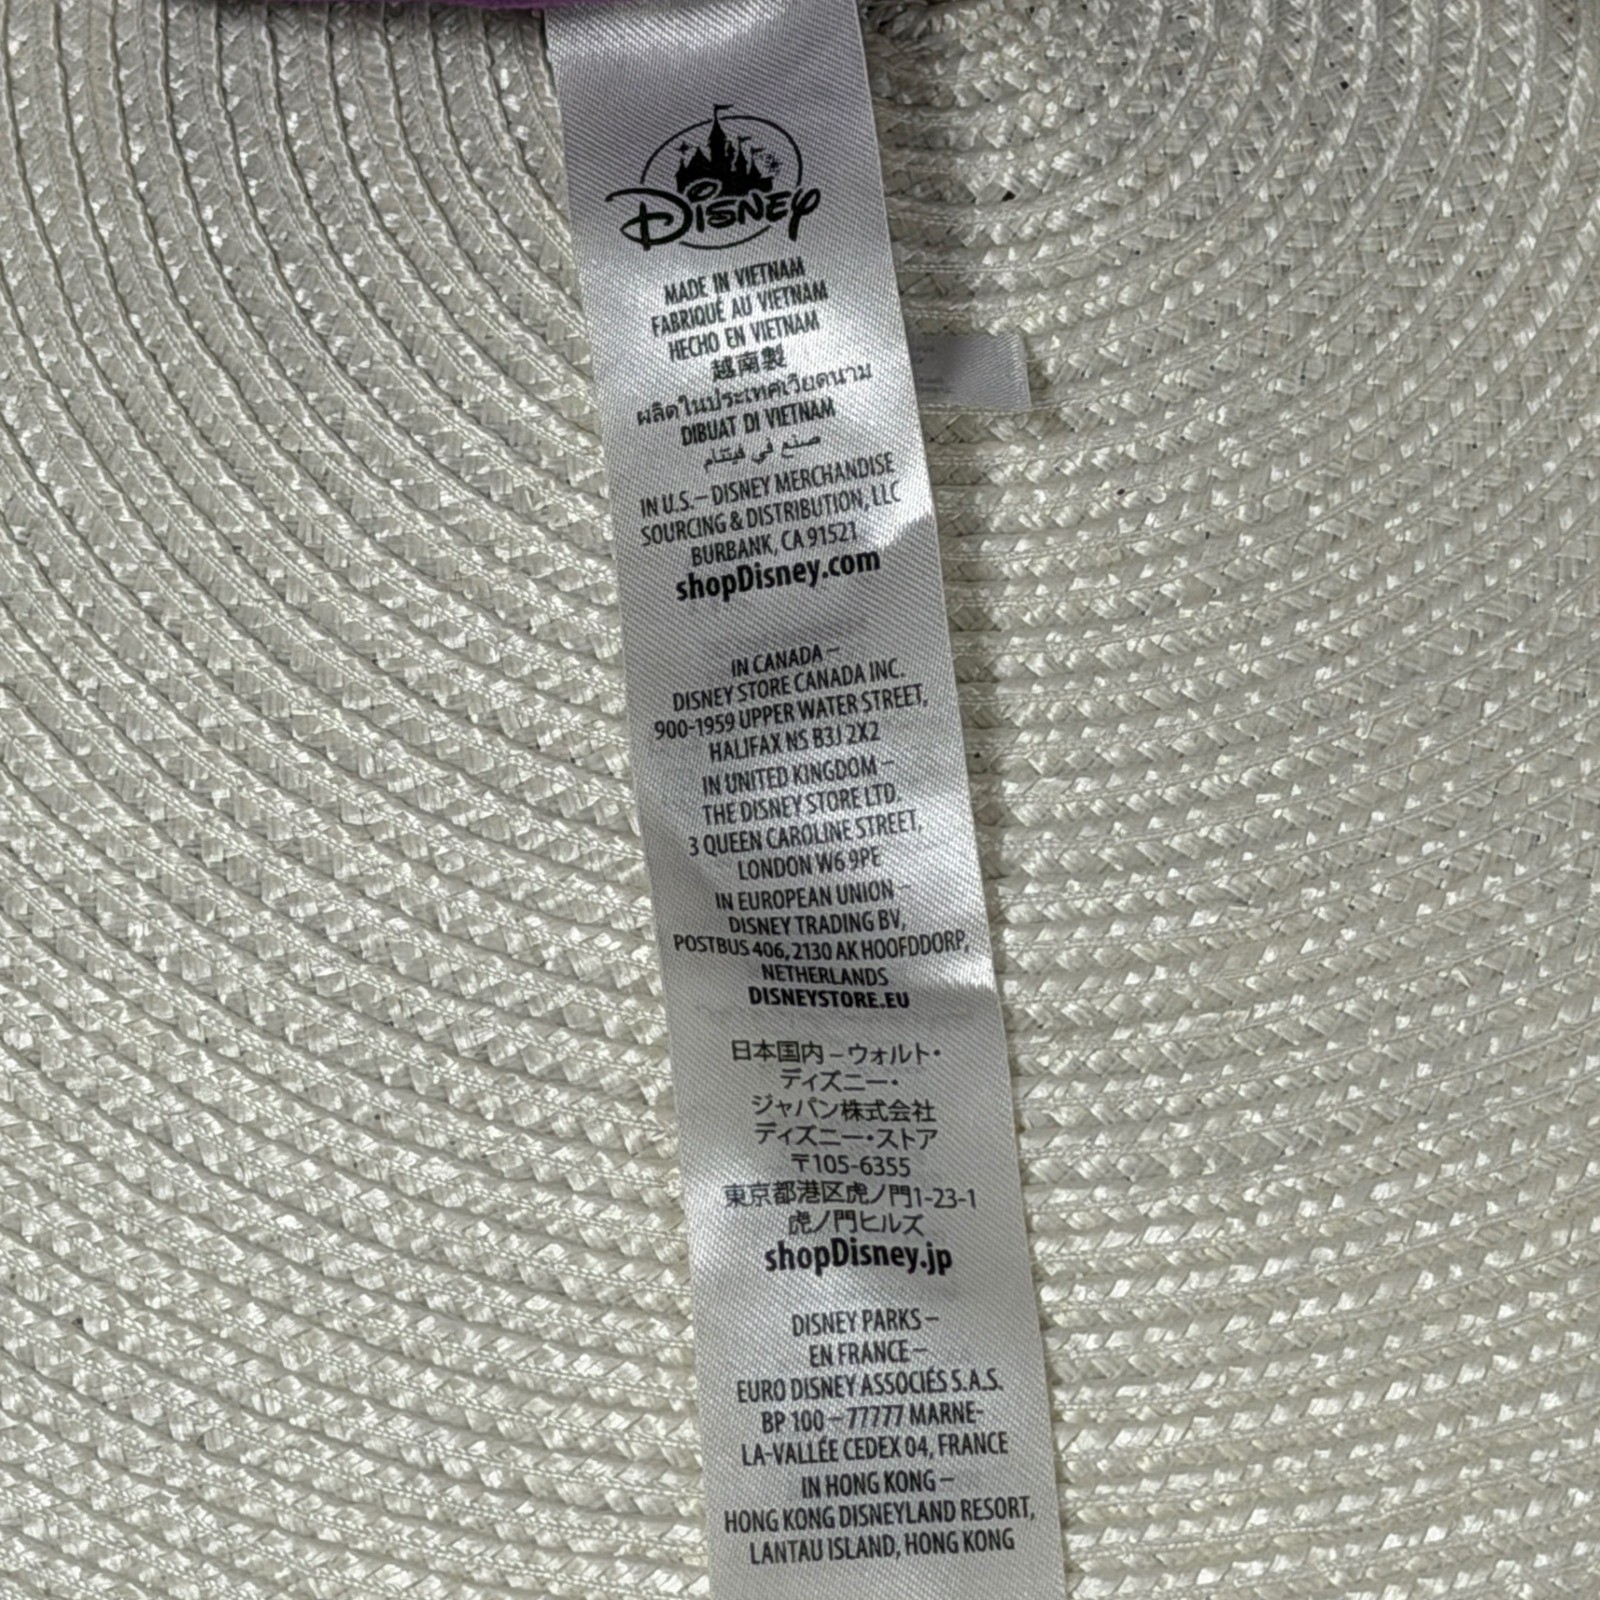 Disney
MADE IN VIETNAM
FABRIQUÉ AU VIETNAM
HECHO EN VIETNAM
越南製
ผลิตในประเทศเวียดนาม
DIBUAT DI VIETNAM
صنع في فيتنام
IN U.S.– DISNEY MERCHANDISE
SOURCING & DISTRIBUTION, LLC
BURBANK, CA 91521
shopDisney.com
IN CANADA –
DISNEY STORE CANADA INC.
900-1959 UPPER WATER STREET,
HALIFAX NS B3J 2X2
IN UNITED KINGDOM –
THE DISNEY STORE LTD.
3 QUEEN CAROLINE STREET,
LONDON W6 9PE
IN EUROPEAN UNION –
DISNEY TRADING BV,
POSTBUS 406, 2130 AK HOOFDDORP,
NETHERLANDS
DISNEYSTORE.EU
日本国内 – ウォルト・
ディズニー・
ジャパン株式会社
ディズニー・ストア
〒105-6355
東京都港区虎ノ門1-23-1
虎ノ門ヒルズ
shopDisney.jp
DISNEY PARKS –
EN FRANCE –
EURO DISNEY ASSOCIÉS S.A.S.
BP 100 – 77777 MARNE-
LA-VALLÉE CEDEX 04, FRANCE
IN HONG KONG –
HONG KONG DISNEYLAND RESORT,
LANTAU ISLAND, HONG KONG